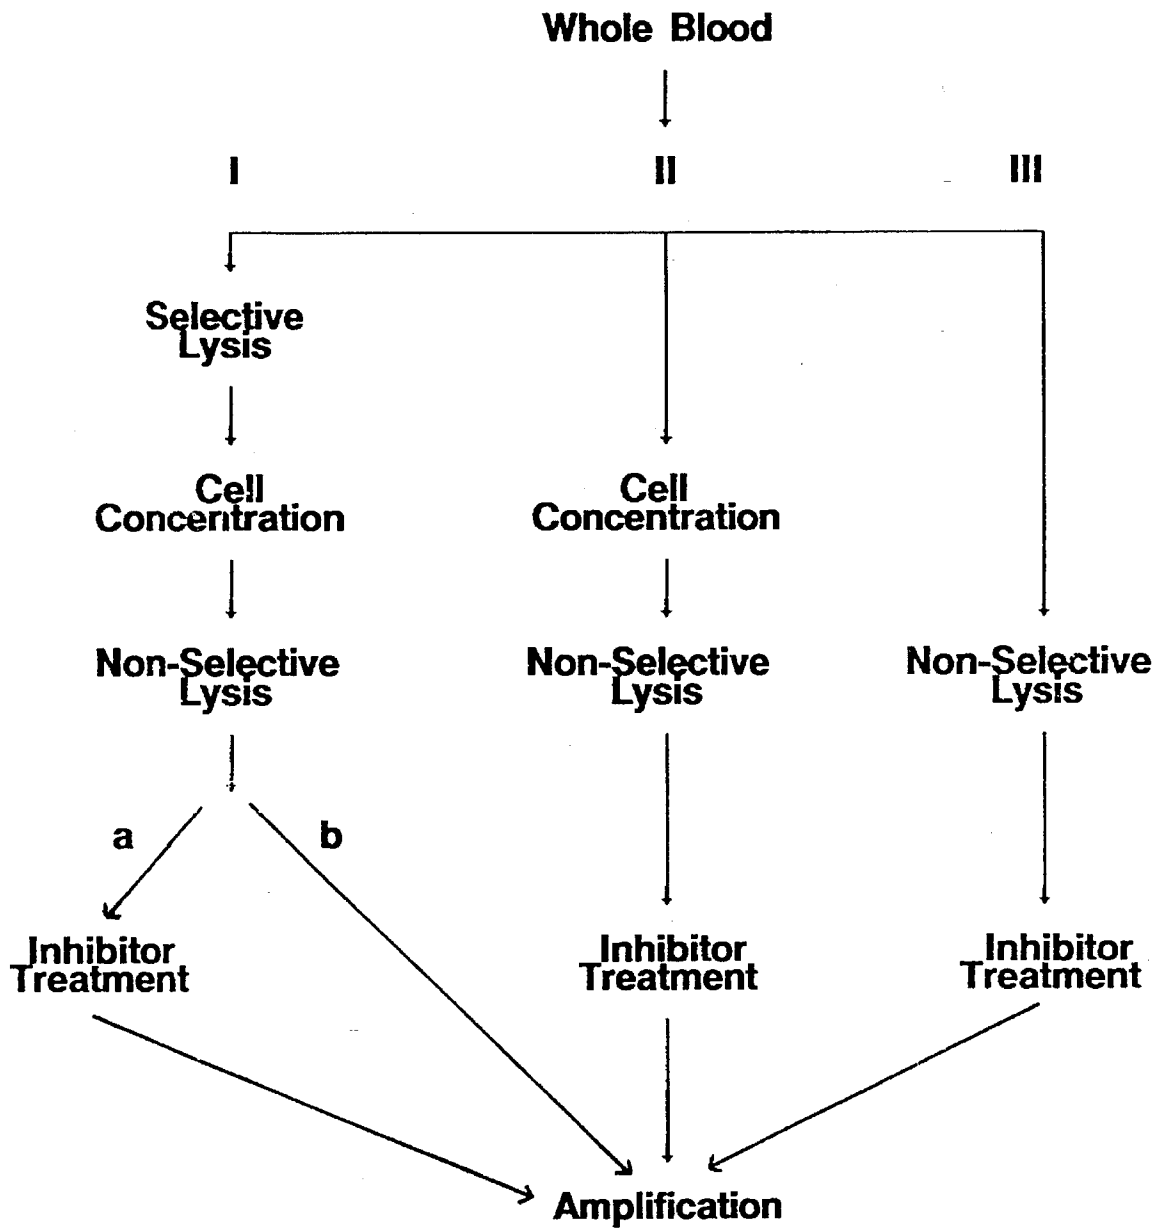 Whole Blood
I II III
Selective
Lysis
Cell
Concentration
Cell
Concentration
Non-Selective
Lysis
Non-Selective
Lysis
Non-Selective
Lysis
a b
Inhibitor
Treatment
Inhibitor
Treatment
Inhibitor
Treatment
Amplification